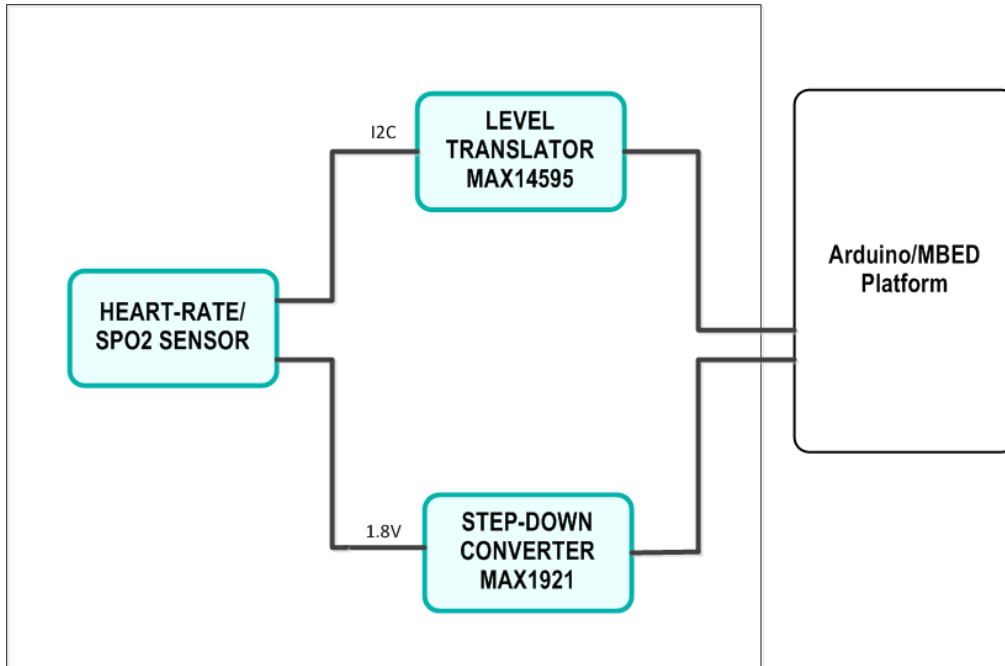 I2C
LEVEL
TRANSLATOR
MAX14595
HEART-RATE/
SPO2 SENSOR
Arduino/MBED
Platform
1.8V
STEP-DOWN
CONVERTER
MAX1921